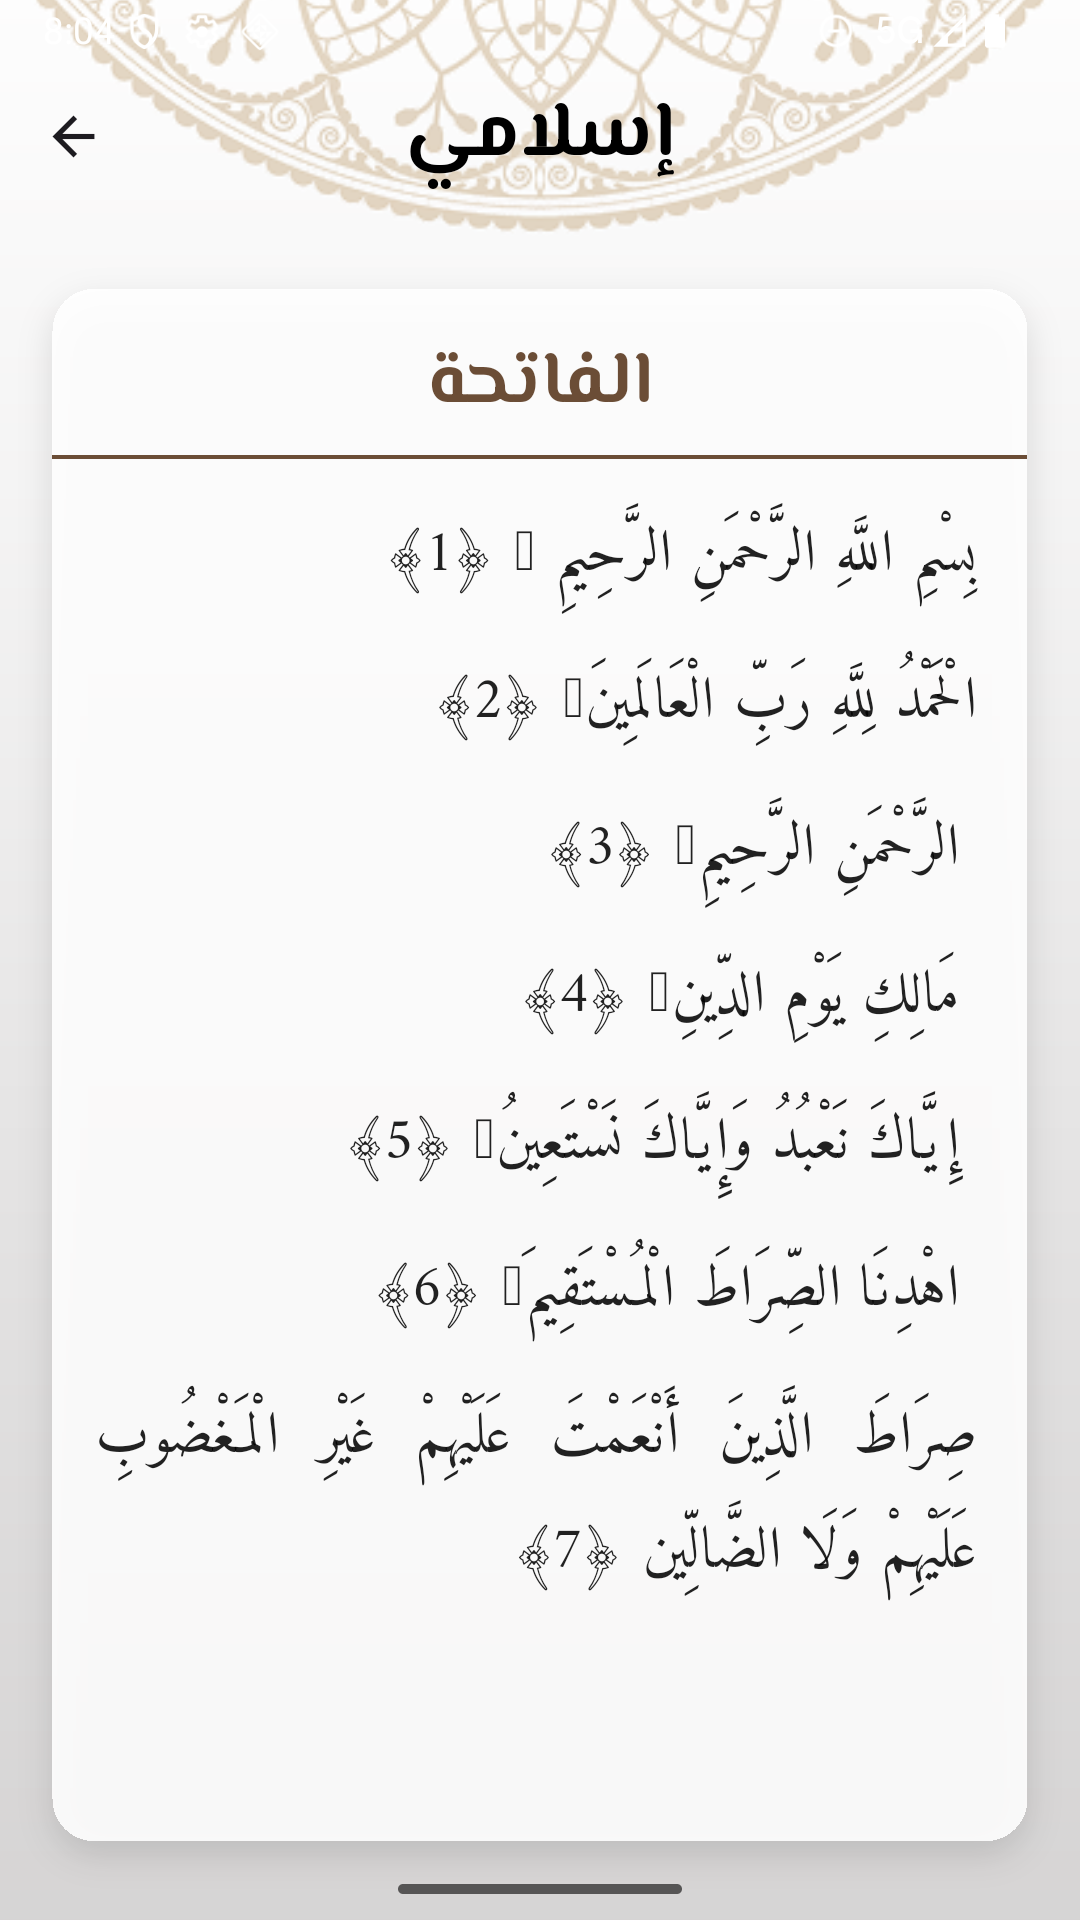 8:04
إسلامي
الفاتحة
بِسْمِ اللَّهِ الرَّحْمَنِ الرَّحِيمِ ﴿1﴾
الْحَمْدُ لِلَّهِ رَبِّ الْعَالَمِينَ ﴿2﴾
الرَّحْمَنِ الرَّحِيمِ ﴿3﴾
مَالِكِ يَوْمِ الدِّينِ ﴿4﴾
إِيَّاكَ نَعْبُدُ وَإِيَّاكَ نَسْتَعِينُ ﴿5﴾
اهْدِنَا الصِّرَاطَ الْمُسْتَقِيمَ ﴿6﴾
صِرَاطَ الَّذِينَ أَنْعَمْتَ عَلَيْهِمْ غَيْرِ الْمَغْضُوبِ
عَلَيْهِمْ وَلَا الضَّالِّين ﴿7﴾